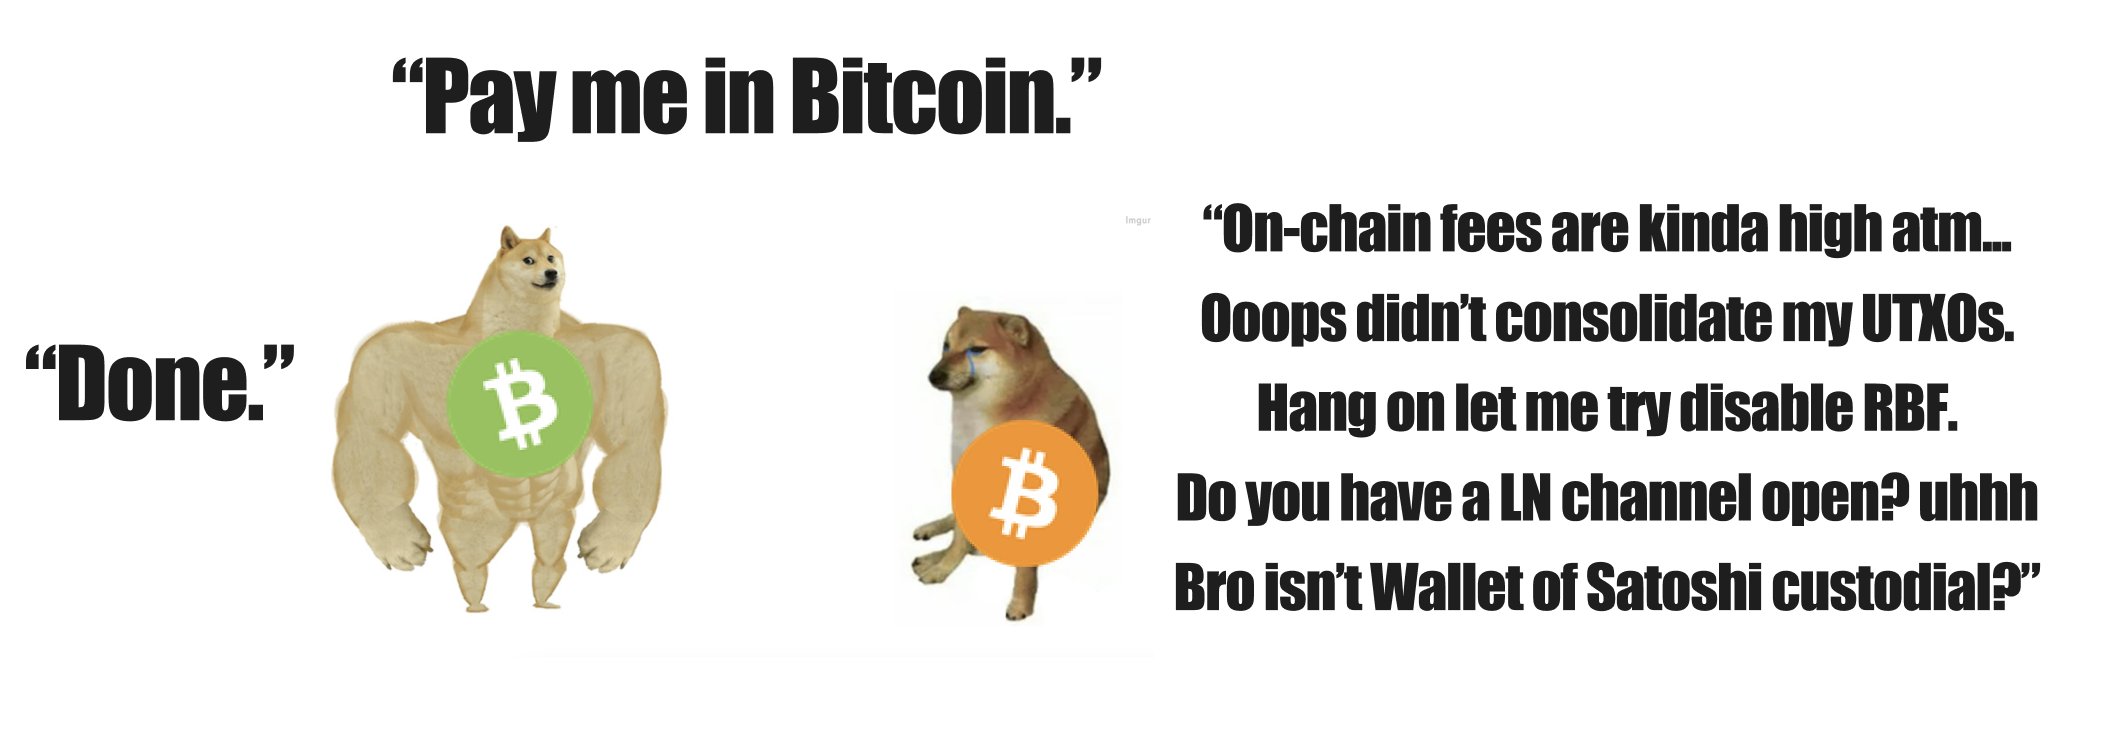 “Pay me in Bitcoin.”
“Done.”
Imgur
“On-chain fees are kinda high atm...
Ooops didn’t consolidate my UTXOs.
Hang on let me try disable RBF.
Do you have a LN channel open? uhhh
Bro isn’t Wallet of Satoshi custodial?”